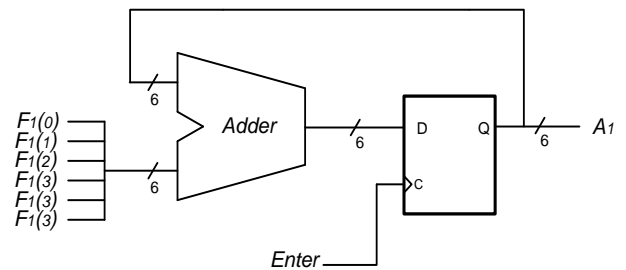 6
F1(0)
F1(1)
F1(2)
F1(3)
F1(3)
F1(3)
6
Adder
6
D
Q
C
6
A1
Enter